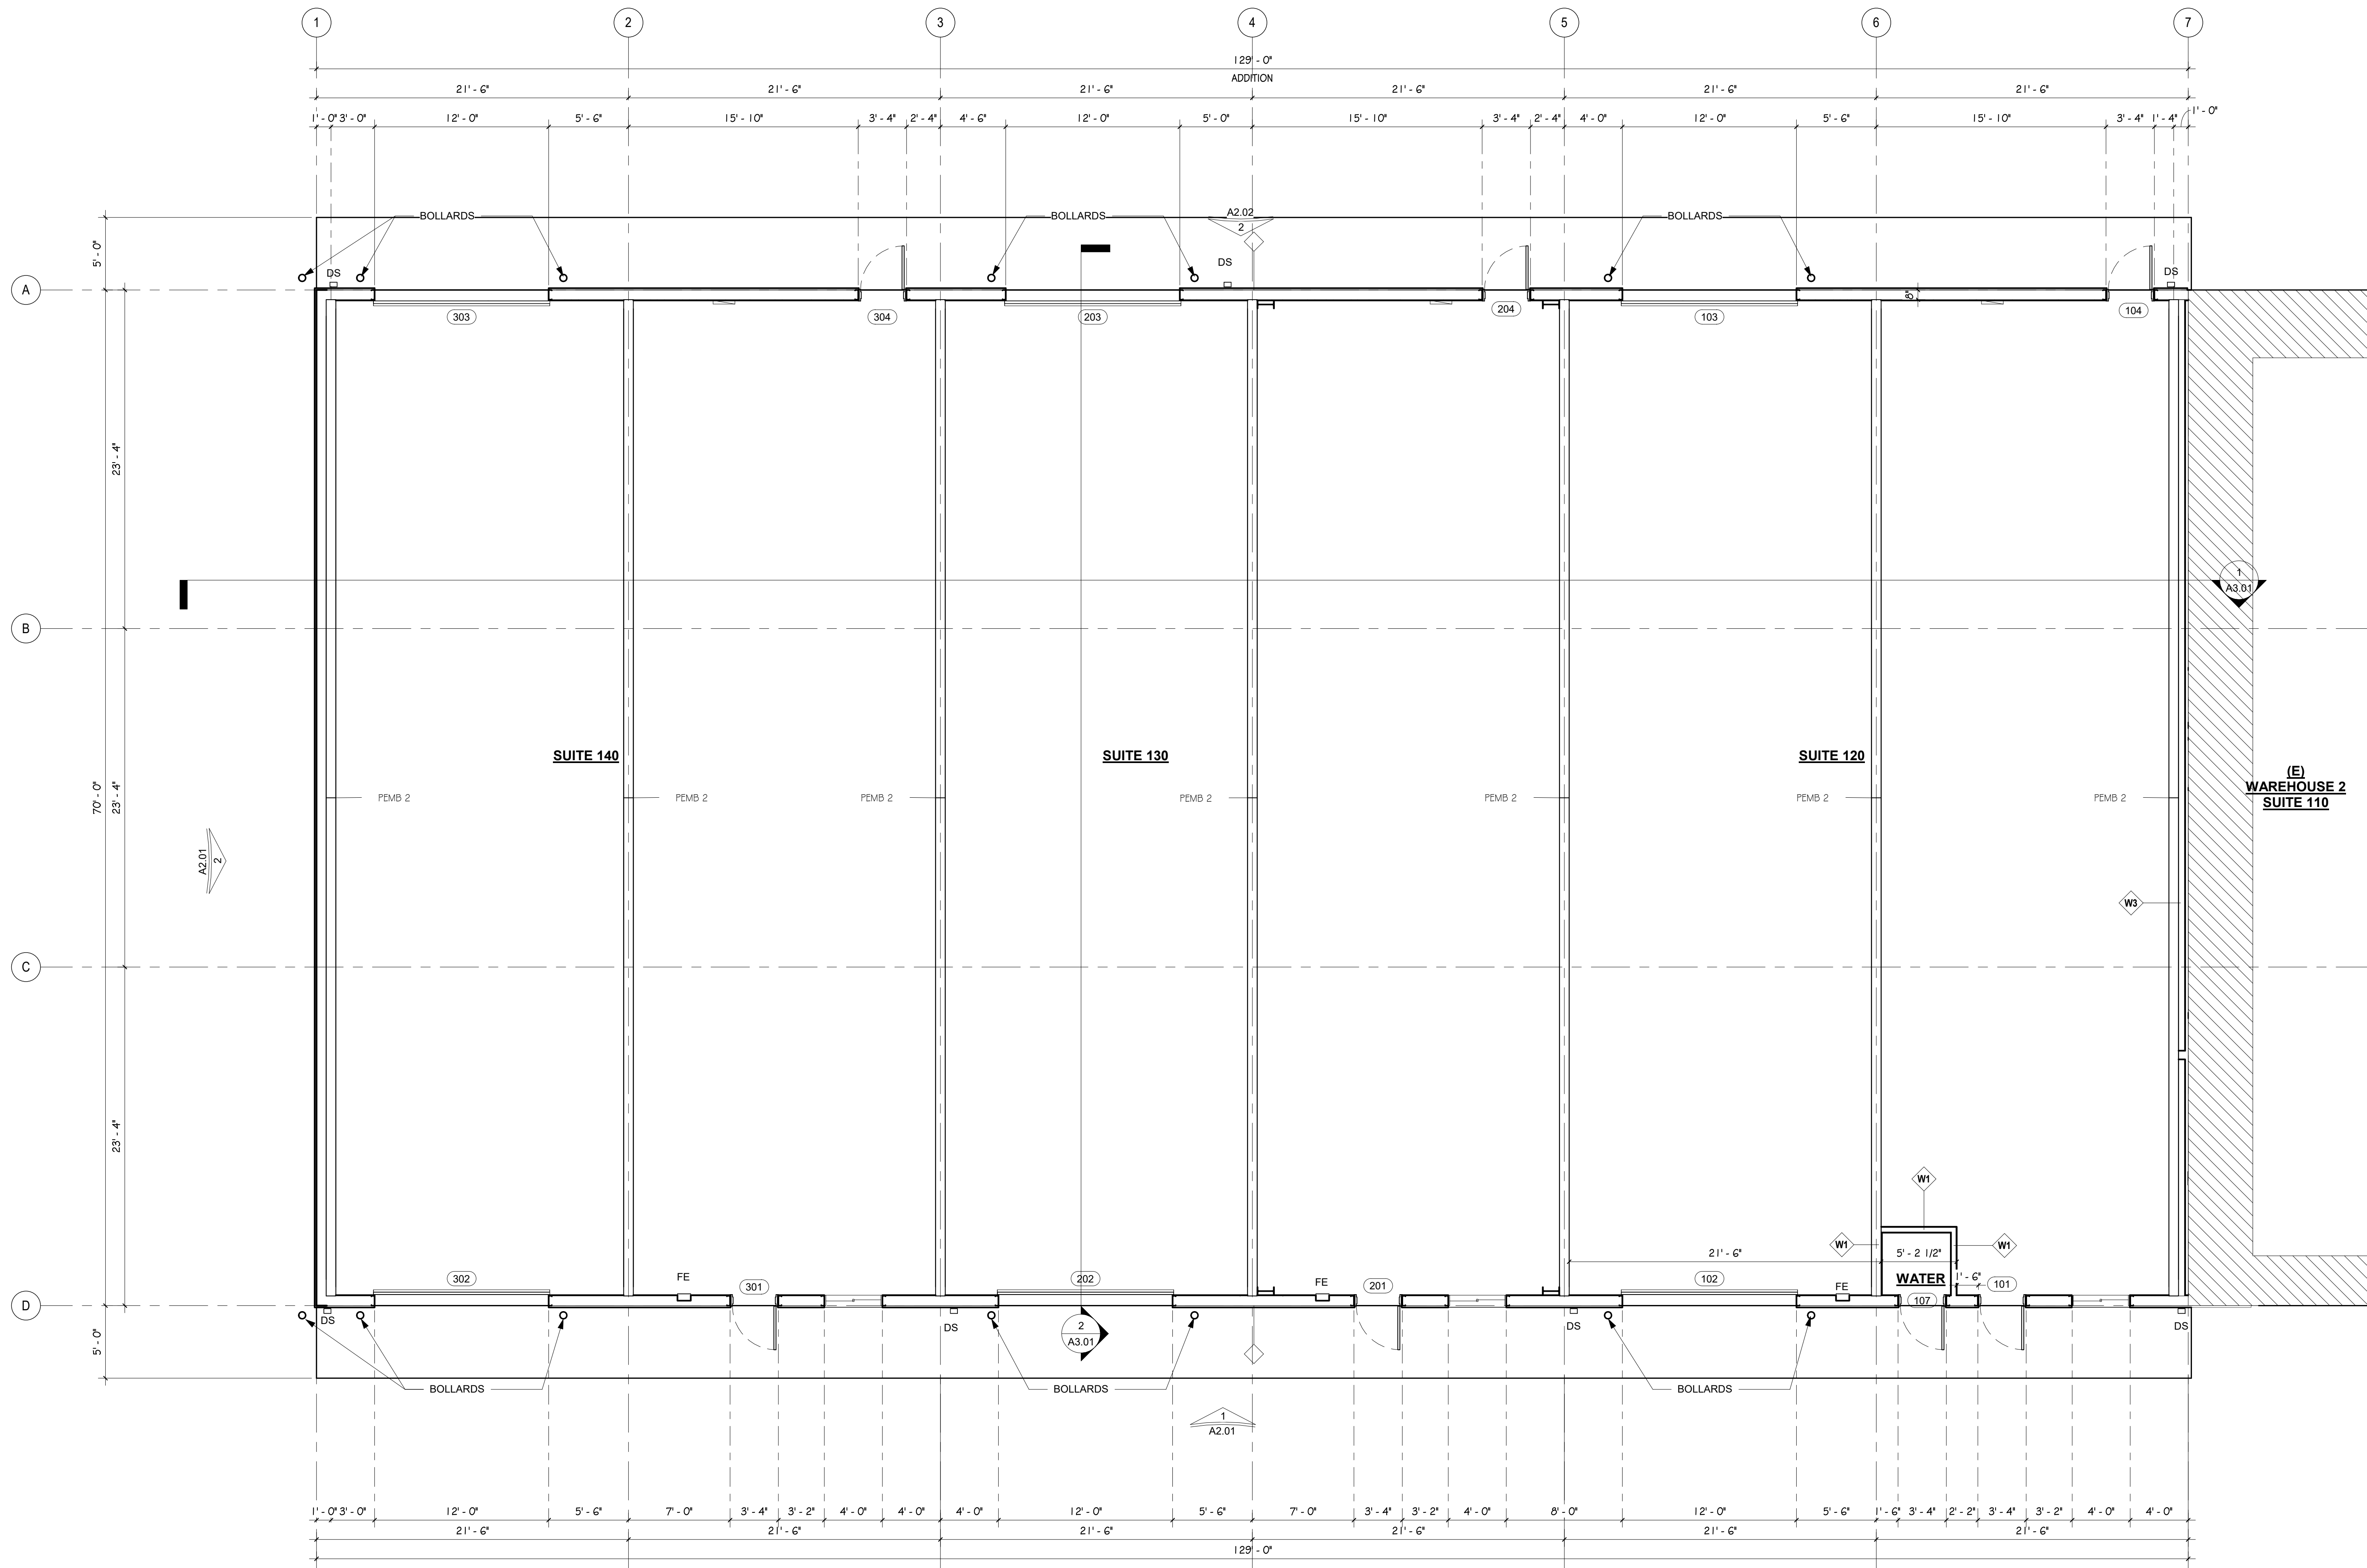 1 2 3 4 5 6 7
129' - 0"
ADDITION
21' - 6" 21' - 6" 21' - 6" 21' - 6" 21' - 6" 21' - 6"
1' - 0" 3' - 0" 12' - 0" 5' - 6" 15' - 10" 3' - 4" 2' - 4" 4' - 6" 12' - 0" 5' - 0" 15' - 10" 3' - 4" 2' - 4" 4' - 0" 12' - 0" 5' - 6" 15' - 10" 3' - 4" 1' - 4" 1' - 0"
BOLLARDS BOLLARDS A2.02 BOLLARDS
2
5' - 0"
DS DS DS
A
8"
303 304 203 204 103 104
23' - 4"
1
A3.01
B
SUITE 140 SUITE 130 SUITE 120
(E)
WAREHOUSE 2
SUITE 110
70' - 0"
23' - 4"
PEMB 2 PEMB 2 PEMB 2 PEMB 2 PEMB 2 PEMB 2 PEMB 2
A2.01
2
W3
C
23' - 4"
W1
W1 W1
21' - 6" 5' - 2 1/2"
WATER 1' - 6"
302 FE 301 202 FE 201 102 FE 107 101
D
DS DS DS DS
2
A3.01
5' - 0"
BOLLARDS BOLLARDS BOLLARDS
1
A2.01
1' - 0" 3' - 0" 12' - 0" 5' - 6" 7' - 0" 3' - 4" 3' - 2" 4' - 0" 4' - 0" 4' - 0" 12' - 0" 5' - 6" 7' - 0" 3' - 4" 3' - 2" 4' - 0" 8' - 0" 12' - 0" 5' - 6" 1' - 6" 3' - 4" 2' - 2" 3' - 4" 3' - 2" 4' - 0" 4' - 0"
21' - 6" 21' - 6" 21' - 6" 21' - 6" 21' - 6" 21' - 6"
129' - 0"